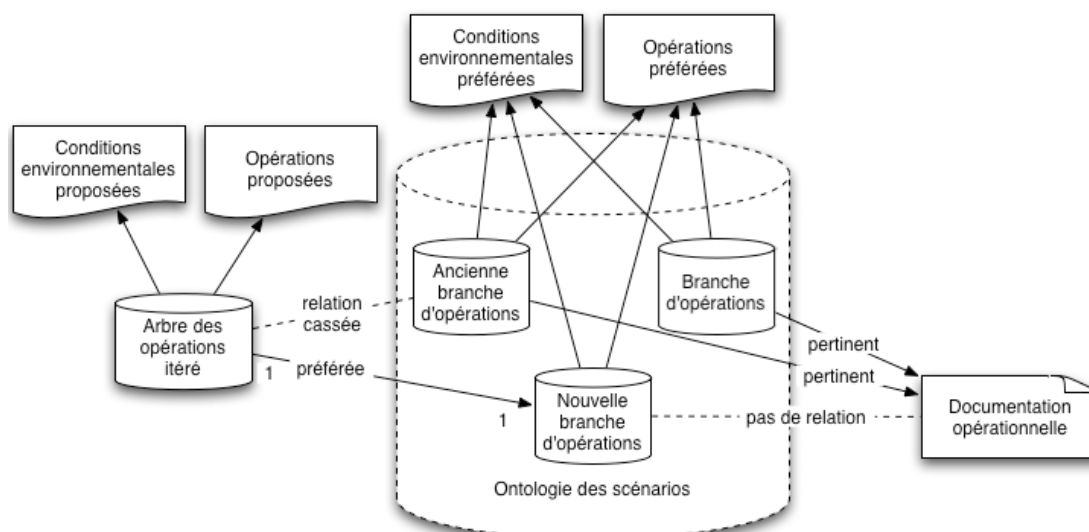 Conditions
environnementales
préférées
Opérations
préférées
Conditions
environnementales
proposées
Opérations
proposées
Ancienne
branche
d'opérations
Branche
d'opérations
relation
cassée
Arbre des
opérations
itéré
1
préférée
1
Nouvelle
branche
d'opérations
pertinent
pertinent
pas de relation
Documentation
opérationnelle
Ontologie des scénarios